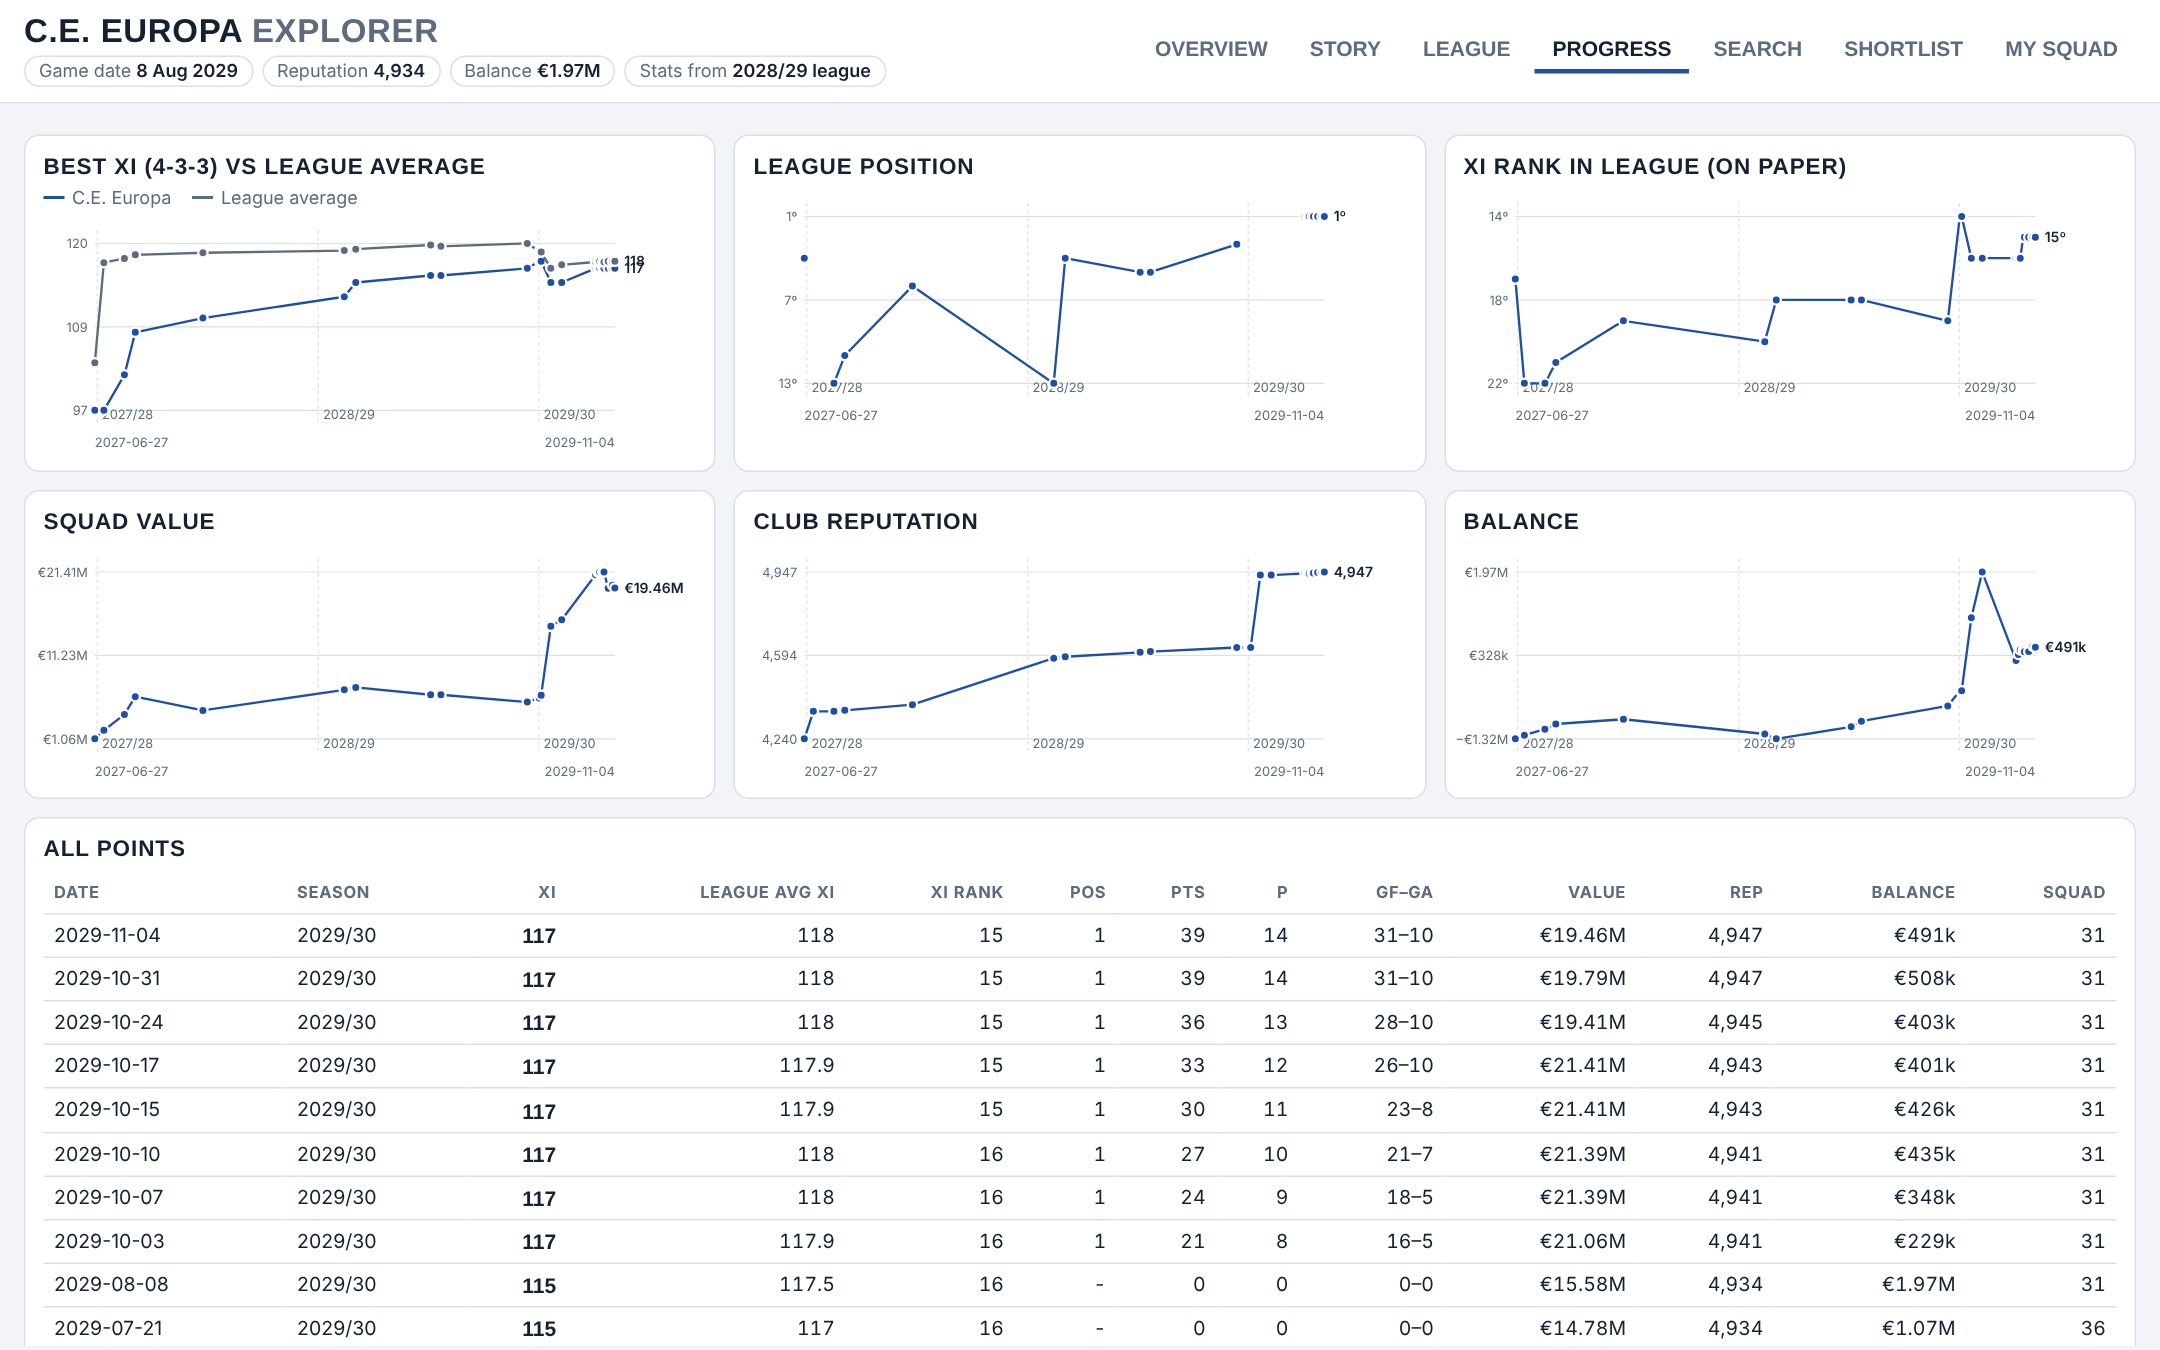 C.E. EUROPA EXPLORER
Game date 8 Aug 2029
Reputation 4,934
Balance €1.97M
Stats from 2028/29 league
OVERVIEW
STORY
LEAGUE
PROGRESS
SEARCH
SHORTLIST
MY SQUAD
BEST XI (4-3-3) VS LEAGUE AVERAGE
C.E. Europa
League average
120
109
97
118
117
2027/28
2028/29
2029/30
2027-06-27
2029-11-04
LEAGUE POSITION
1º
7º
13º
1º
2027/28
2028/29
2029/30
2027-06-27
2029-11-04
XI RANK IN LEAGUE (ON PAPER)
14º
18º
22º
15º
2027/28
2028/29
2029/30
2027-06-27
2029-11-04
SQUAD VALUE
€21.41M
€11.23M
€1.06M
€19.46M
2027/28
2028/29
2029/30
2027-06-27
2029-11-04
CLUB REPUTATION
4,947
4,594
4,240
4,947
2027/28
2028/29
2029/30
2027-06-27
2029-11-04
BALANCE
€1.97M
€328k
−€1.32M
€491k
2027/28
2028/29
2029/30
2027-06-27
2029-11-04
ALL POINTS
DATE SEASON XI LEAGUE AVG XI XI RANK POS PTS P GF–GA VALUE REP BALANCE SQUAD
2029-11-04 2029/30 117 118 15 1 39 14 31–10 €19.46M 4,947 €491k 31
2029-10-31 2029/30 117 118 15 1 39 14 31–10 €19.79M 4,947 €508k 31
2029-10-24 2029/30 117 118 15 1 36 13 28–10 €19.41M 4,945 €403k 31
2029-10-17 2029/30 117 117.9 15 1 33 12 26–10 €21.41M 4,943 €401k 31
2029-10-15 2029/30 117 117.9 15 1 30 11 23–8 €21.41M 4,943 €426k 31
2029-10-10 2029/30 117 118 16 1 27 10 21–7 €21.39M 4,941 €435k 31
2029-10-07 2029/30 117 118 16 1 24 9 18–5 €21.39M 4,941 €348k 31
2029-10-03 2029/30 117 117.9 16 1 21 8 16–5 €21.06M 4,941 €229k 31
2029-08-08 2029/30 115 117.5 16 - 0 0 0–0 €15.58M 4,934 €1.97M 31
2029-07-21 2029/30 115 117 16 - 0 0 0–0 €14.78M 4,934 €1.07M 36